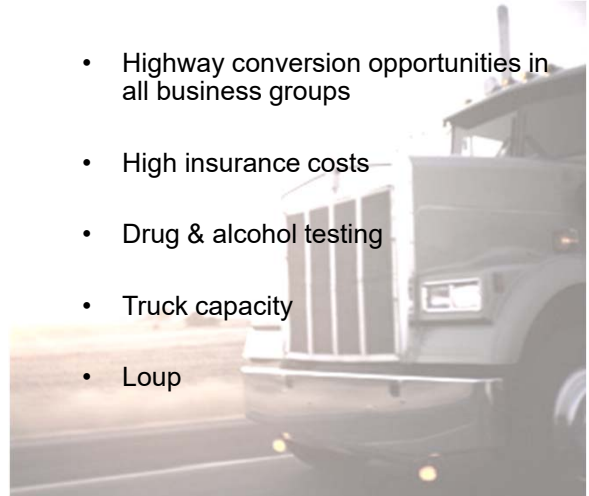 • Highway conversion opportunities in
all business groups
• High insurance costs
• Drug & alcohol testing
• Truck capacity
• Loup